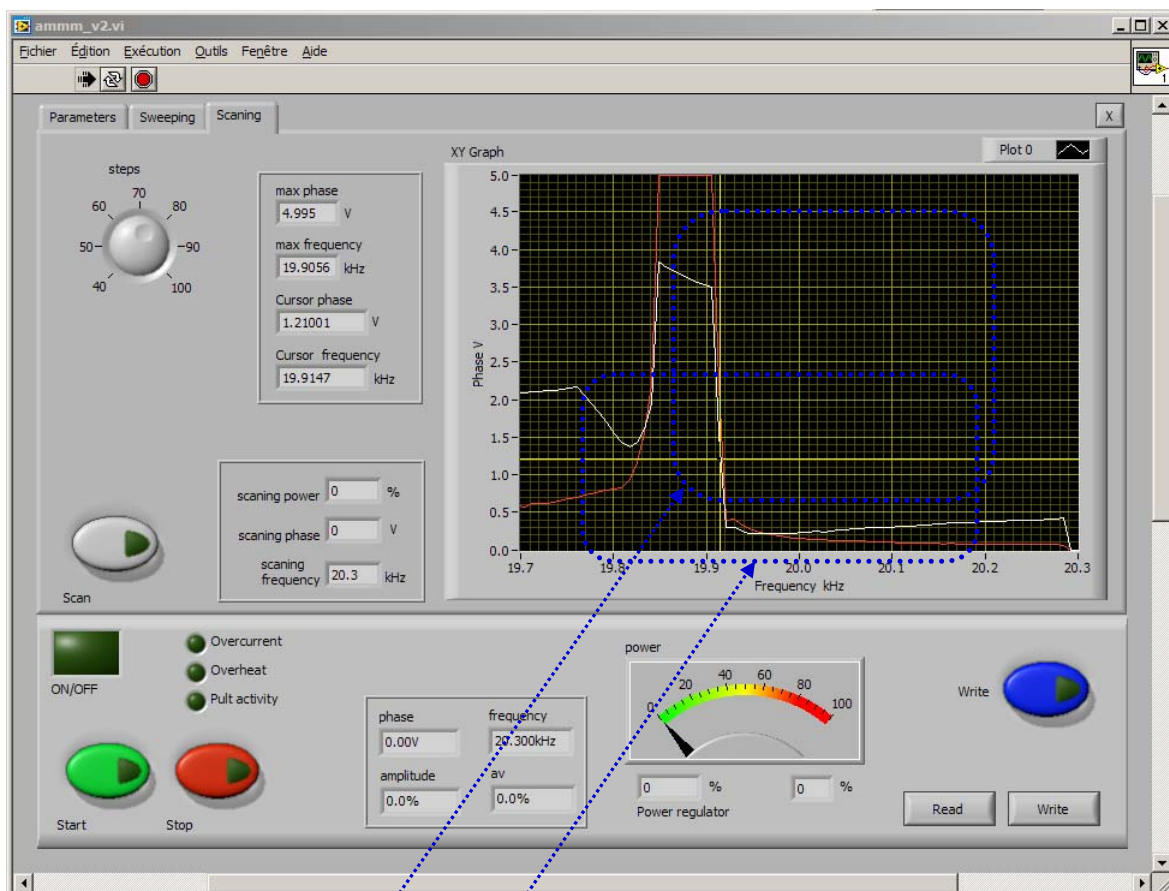 ammm_v2.vi
Fichier Édition Exécution Outils Fenêtre Aide
1
Parameters Sweeping Scaning
X
steps
40 50 60 70 80 90 100
max phase
4.995 V
max frequency
19.9056 kHz
Cursor phase
1.21001 V
Cursor frequency
19.9147 kHz
XY Graph
Plot 0
Phase V
5.0
4.5
4.0
3.5
3.0
2.5
2.0
1.5
1.0
0.5
0.0
19.7 19.8 19.9 20.0 20.1 20.2 20.3
Frequency kHz
scaning power 0 %
scaning phase 0 V
scaning
frequency 20.3 kHz
Scan
ON/OFF
Overcurrent
Overheat
Pult activity
Start
Stop
phase frequency
0.00V 20.300kHz
amplitude av
0.0% 0.0%
power
0 20 40 60 80 100
0 % 0 %
Power regulator
Write
Read Write